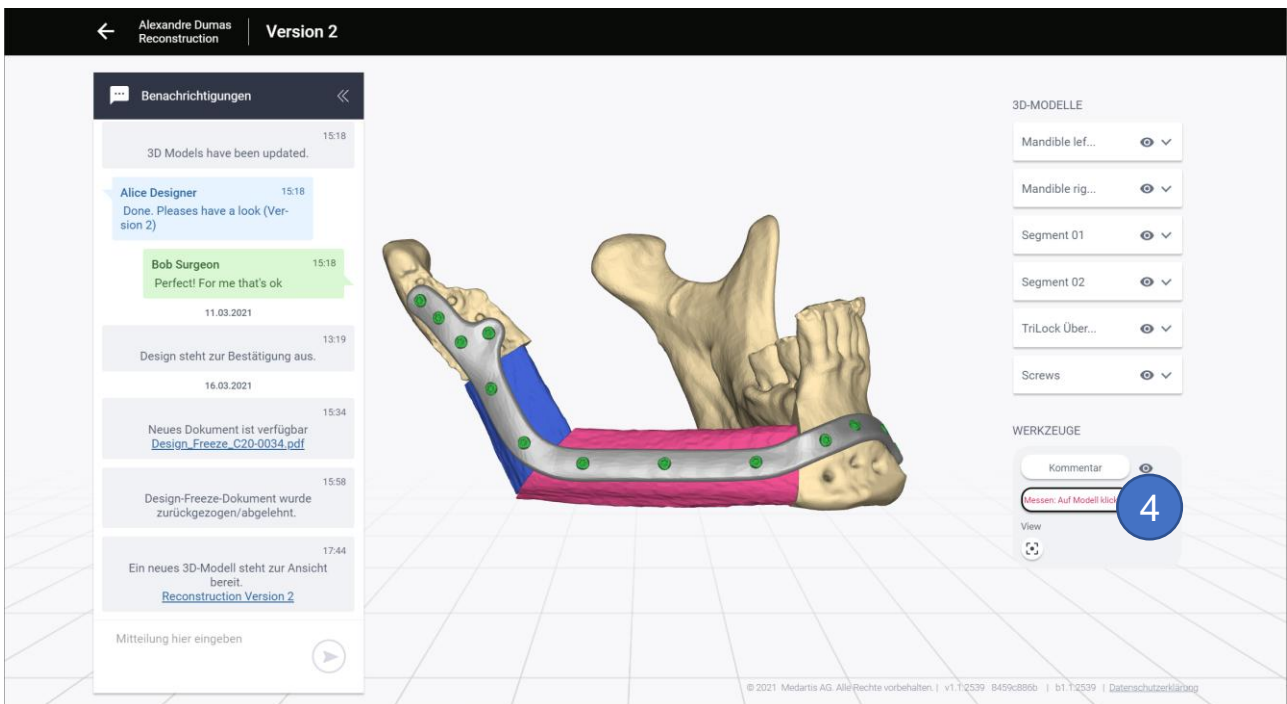 Alexandre Dumas
Reconstruction
Version 2
Benachrichtigungen
15:18
3D Models have been updated.
Alice Designer 15:18
Done. Pleases have a look (Ver-
sion 2)
Bob Surgeon 15:18
Perfect! For me that's ok
11.03.2021
13:19
Design steht zur Bestätigung aus.
16.03.2021
15:34
Neues Dokument ist verfügbar
Design_Freeze_C20-0034.pdf
15:58
Design-Freeze-Dokument wurde
zurückgezogen/abgelehnt.
17:44
Ein neues 3D-Modell steht zur Ansicht
bereit.
Reconstruction Version 2
Mitteilung hier eingeben
3D-MODELLE
Mandible lef...
Mandible rig...
Segment 01
Segment 02
TriLock Über...
Screws
WERKZEUGE
Kommentar
Messen: Auf Modell klick
4
View
© 2021 Medartis AG. Alle Rechte vorbehalten. | v1.1.2539 8459c886b | b1.1.2539 | Datenschutzerklärung